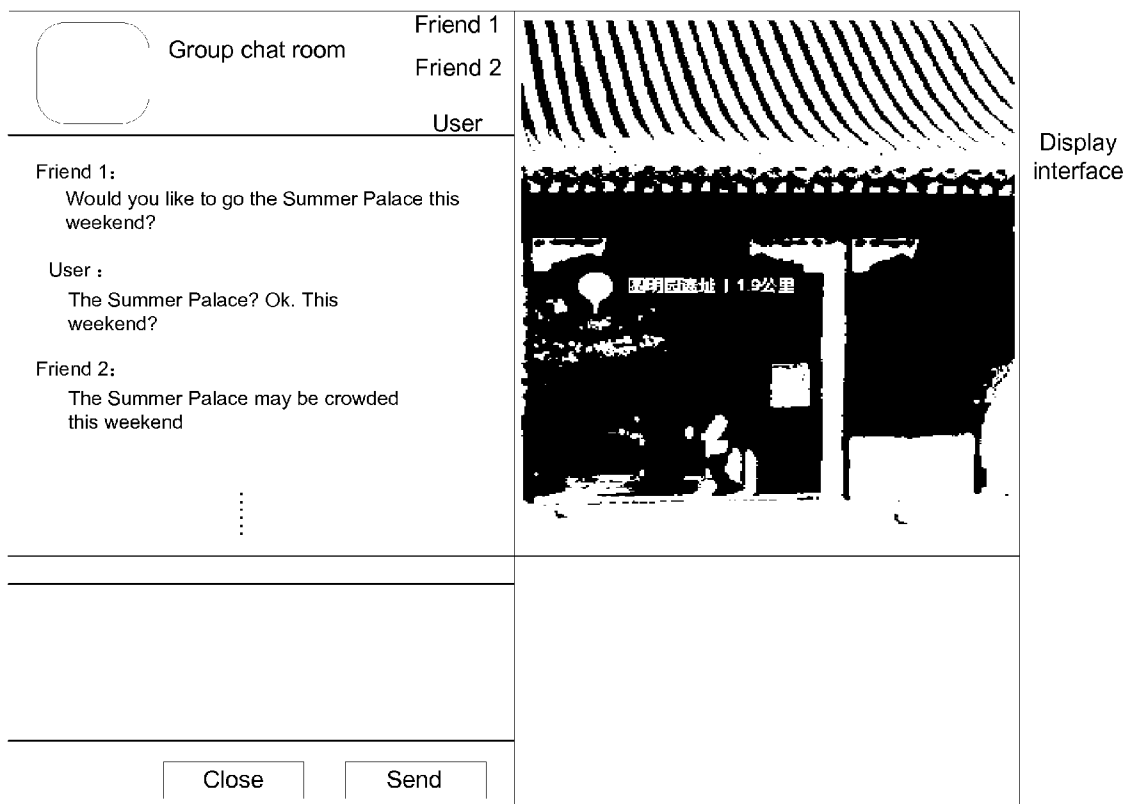 Group chat room
Friend 1
Friend 2
User
Friend 1：
Would you like to go the Summer Palace this
weekend?
User：
The Summer Palace? Ok. This
weekend?
Friend 2：
The Summer Palace may be crowded
this weekend
圆明园遗址 | 1.9公里
Display
interface
Close
Send